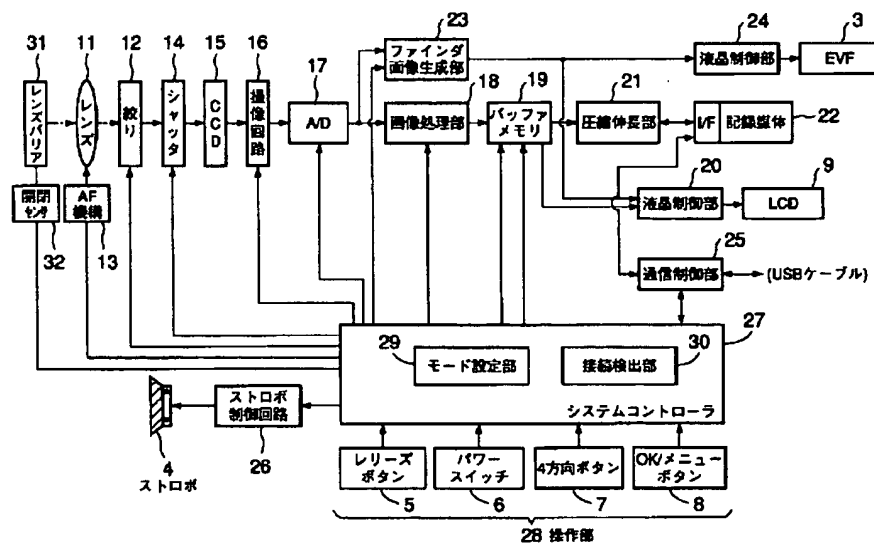 23
24
3
31
11
12
14
15
16
17
ファインダ
画像生成部
液晶制御部
EVF
18
19
21
レンズバリア
レンズ
絞り
シャッタ
CCD
撮像回路
A/D
画像処理部
バッファ
メモリ
圧縮伸長部
I/F
記録媒体
22
20
9
開閉
センサ
AF
機構
液晶制御部
LCD
32
13
25
通信制御部
(USBケーブル)
29
30
27
モード設定部
接続検出部
システムコントローラ
ストロボ
制御回路
4
ストロボ
26
レリーズ
ボタン
パワー
スイッチ
4方向ボタン
OK/メニュー
ボタン
5
6
7
8
28 操作部